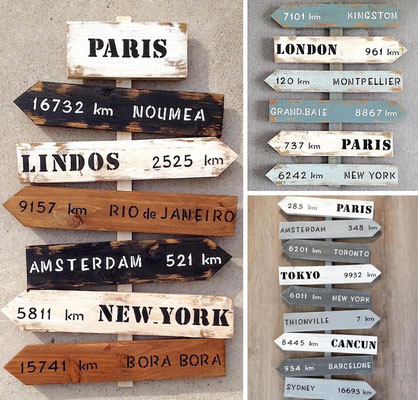 PARIS
16732 km NOUMEA
LINDOS 2525 km
9157 km RIO de JANEIRO
AMSTERDAM 521 km
5811 km NEW_YORK
15741 km BORA BORA
7101 km KINGSTON
LONDON 961 km
120 km MONTPELLIER
GRAND.BAIE 8867 km
737 km PARIS
6242 km NEW YORK
283 km PARIS
AMSTERDAM 348 km
6201 km TORONTO
TOKYO 9932 km
6011 km NEW YORK
THIONVILLE 7 km
8445 km CANCUN
934 km BARCELONE
SYDNEY 16693 km